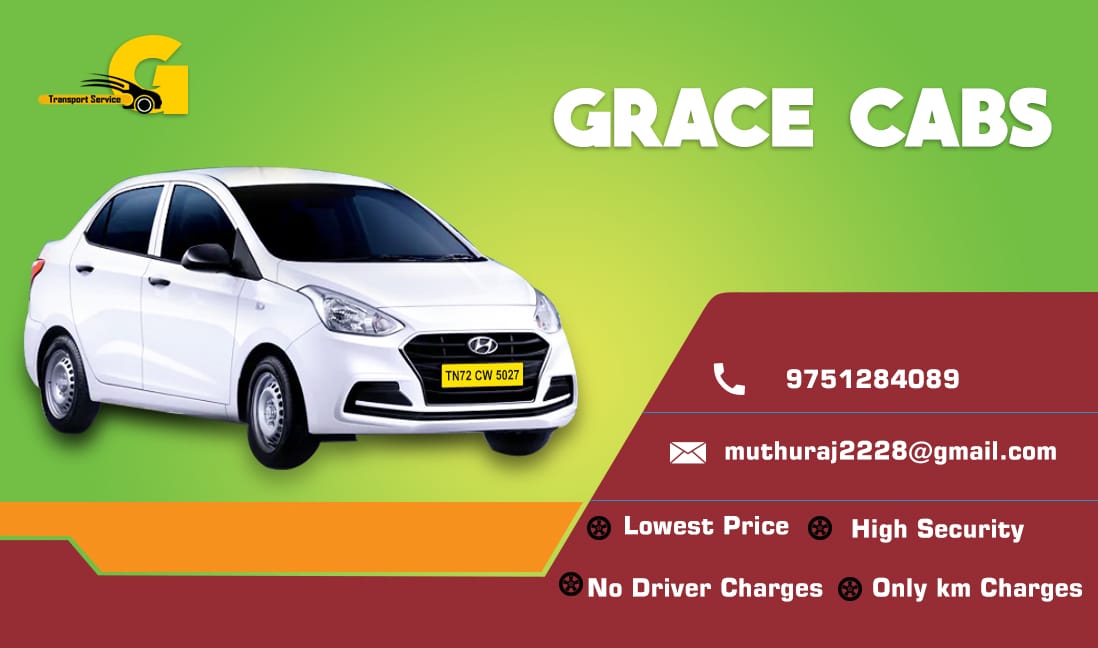 G
Transport Service
GRACE CABS
TN72 CW 5027
9751284089
muthuraj2228@gmail.com
Lowest Price
High Security
No Driver Charges
Only km Charges